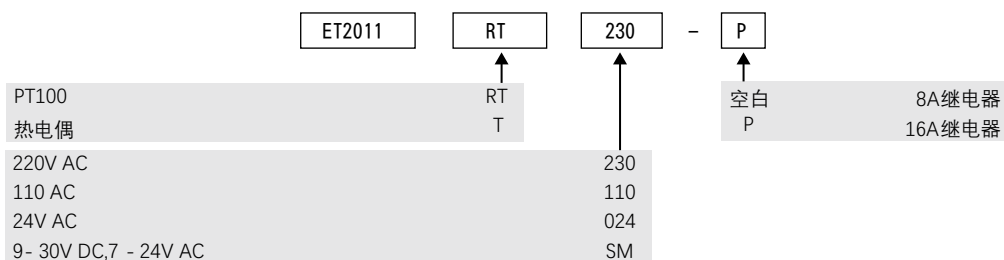 ET2011 RT 230 - P
PT100 RT 空白 8A继电器
热电偶 T P 16A继电器
220V AC 230
110 AC 110
24V AC 024
9- 30V DC,7 - 24V AC SM